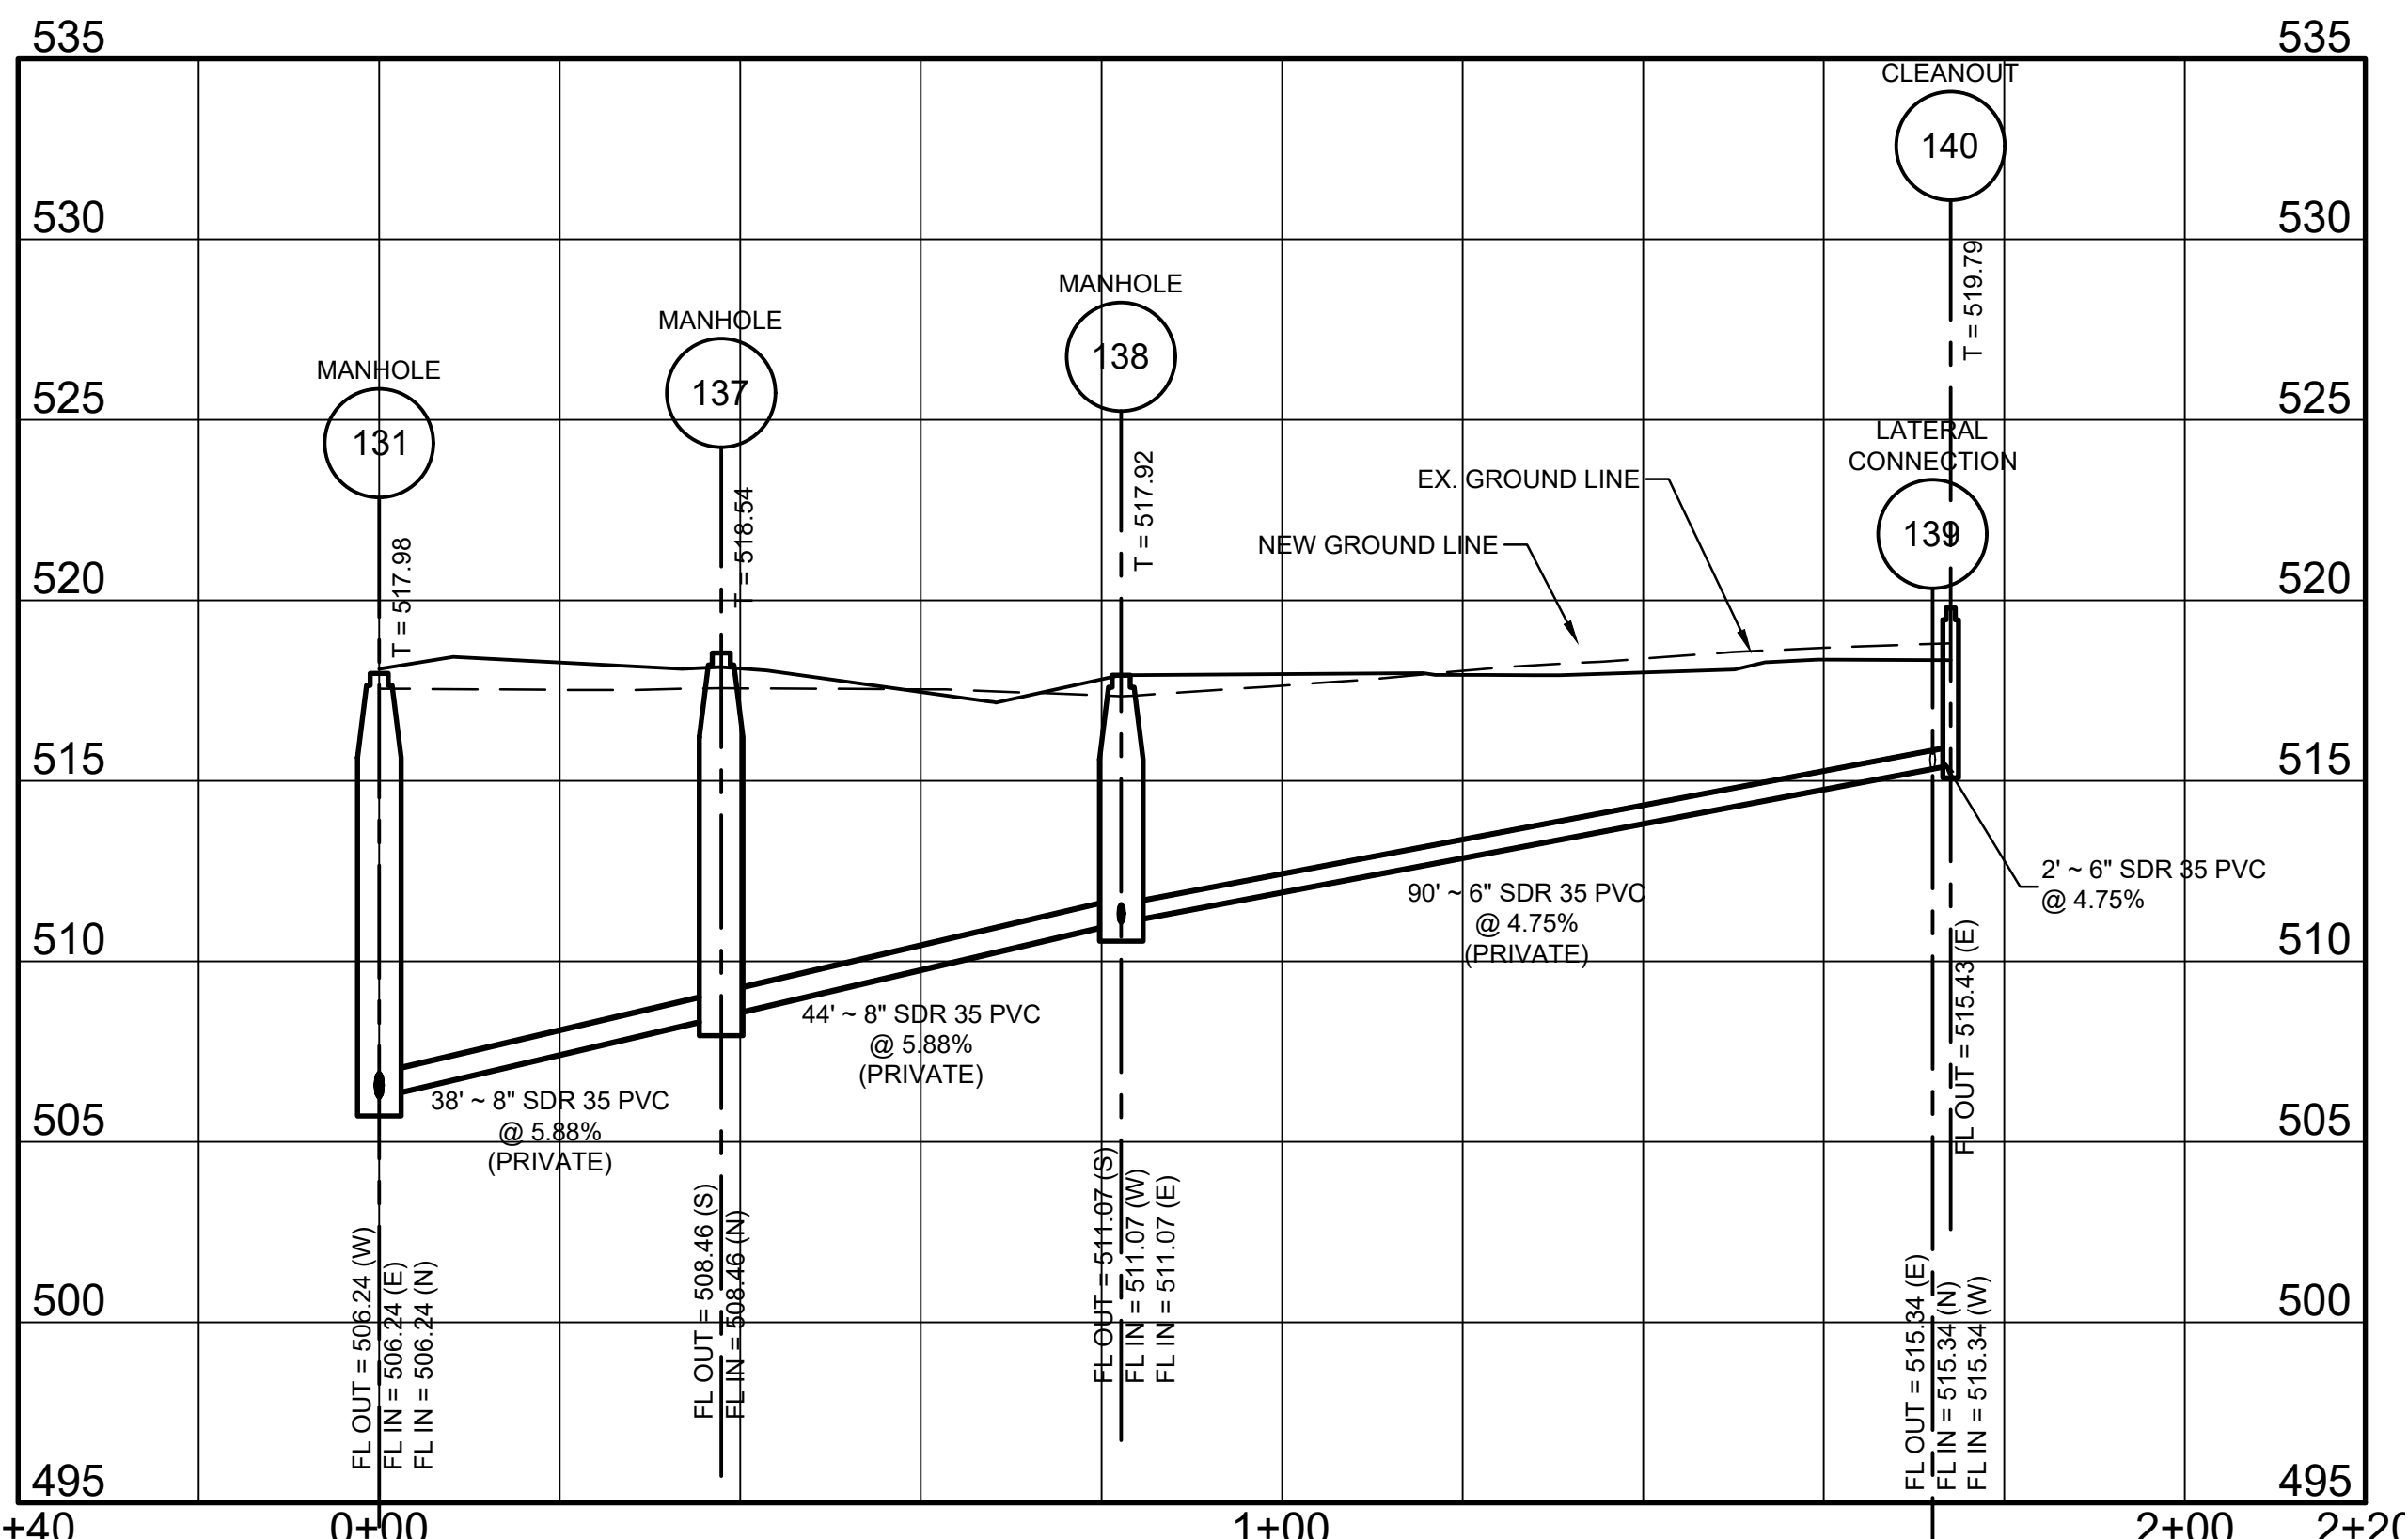 535
535
CLEANOUT
140
T = 519.79
530
530
MANHOLE
138
T = 517.92
MANHOLE
137
T = 518.54
MANHOLE
131
T = 517.98
525
525
LATERAL
CONNECTION
139
EX. GROUND LINE
NEW GROUND LINE
520
520
515
515
2' ~ 6" SDR 35 PVC
@ 4.75%
90' ~ 6" SDR 35 PVC
@ 4.75%
(PRIVATE)
510
510
44' ~ 8" SDR 35 PVC
@ 5.88%
(PRIVATE)
38' ~ 8" SDR 35 PVC
@ 5.88%
(PRIVATE)
505
505
FL OUT = 506.24 (W)
FL IN = 506.24 (E)
FL IN = 506.24 (N)
FL OUT = 508.46 (S)
FL IN = 508.46 (N)
FL OUT = 511.07 (S)
FL IN = 511.07 (W)
FL IN = 511.07 (E)
FL OUT = 515.43 (E)
FL OUT = 515.34 (E)
FL IN = 515.34 (N)
FL IN = 515.34 (W)
500
500
495
495
+40
0+00
1+00
2+00
2+20